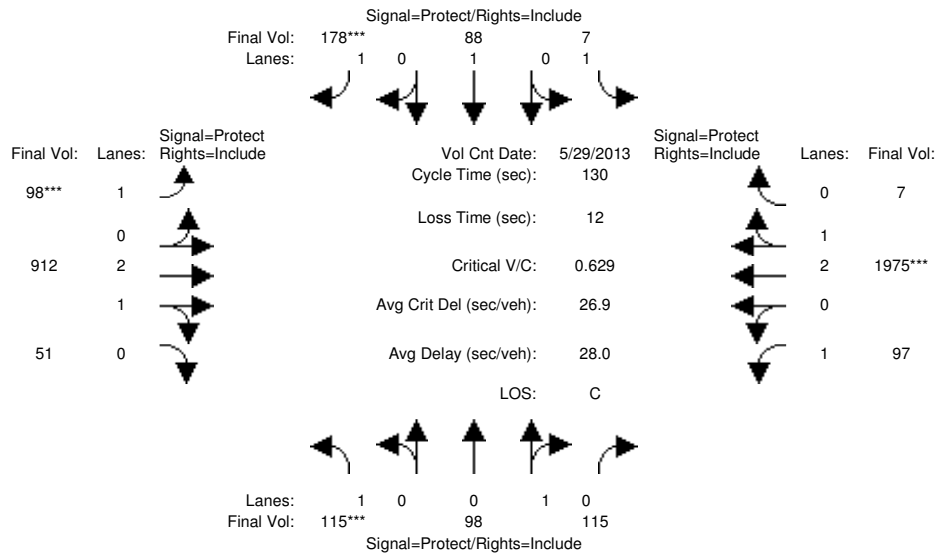 Signal=Protect/Rights=Include
Final Vol: 178*** 88 7
Lanes: 1 0 1 0 1
Signal=Protect Signal=Protect
Final Vol: Lanes: Rights=Include Vol Cnt Date: 5/29/2013 Rights=Include Lanes: Final Vol:
Cycle Time (sec): 130
98*** 1 0 7
Loss Time (sec): 12
0 1
912 2 Critical V/C: 0.629 2 1975***
1 Avg Crit Del (sec/veh): 26.9 0
51 0 Avg Delay (sec/veh): 28.0 1 97
LOS: C
Lanes: 1 0 0 1 0
Final Vol: 115*** 98 115
Signal=Protect/Rights=Include